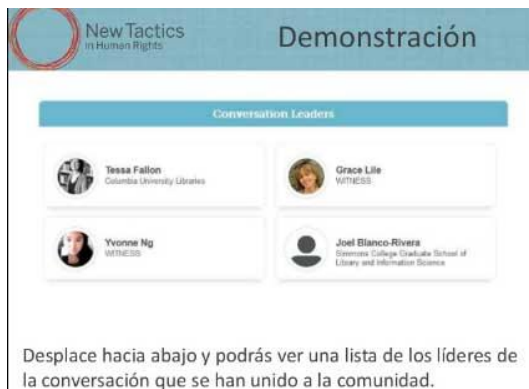 New Tactics
in Human Rights
Demonstración
Conversation Leaders
Tessa Fallon
Columbia University Libraries
Grace Lile
WITNESS
Yvonne Ng
WITNESS
Joel Blanco-Rivera
Simmons College Graduate School of
Library and Information Science
Desplace hacia abajo y podrás ver una lista de los líderes de
la conversación que se han unido a la comunidad.